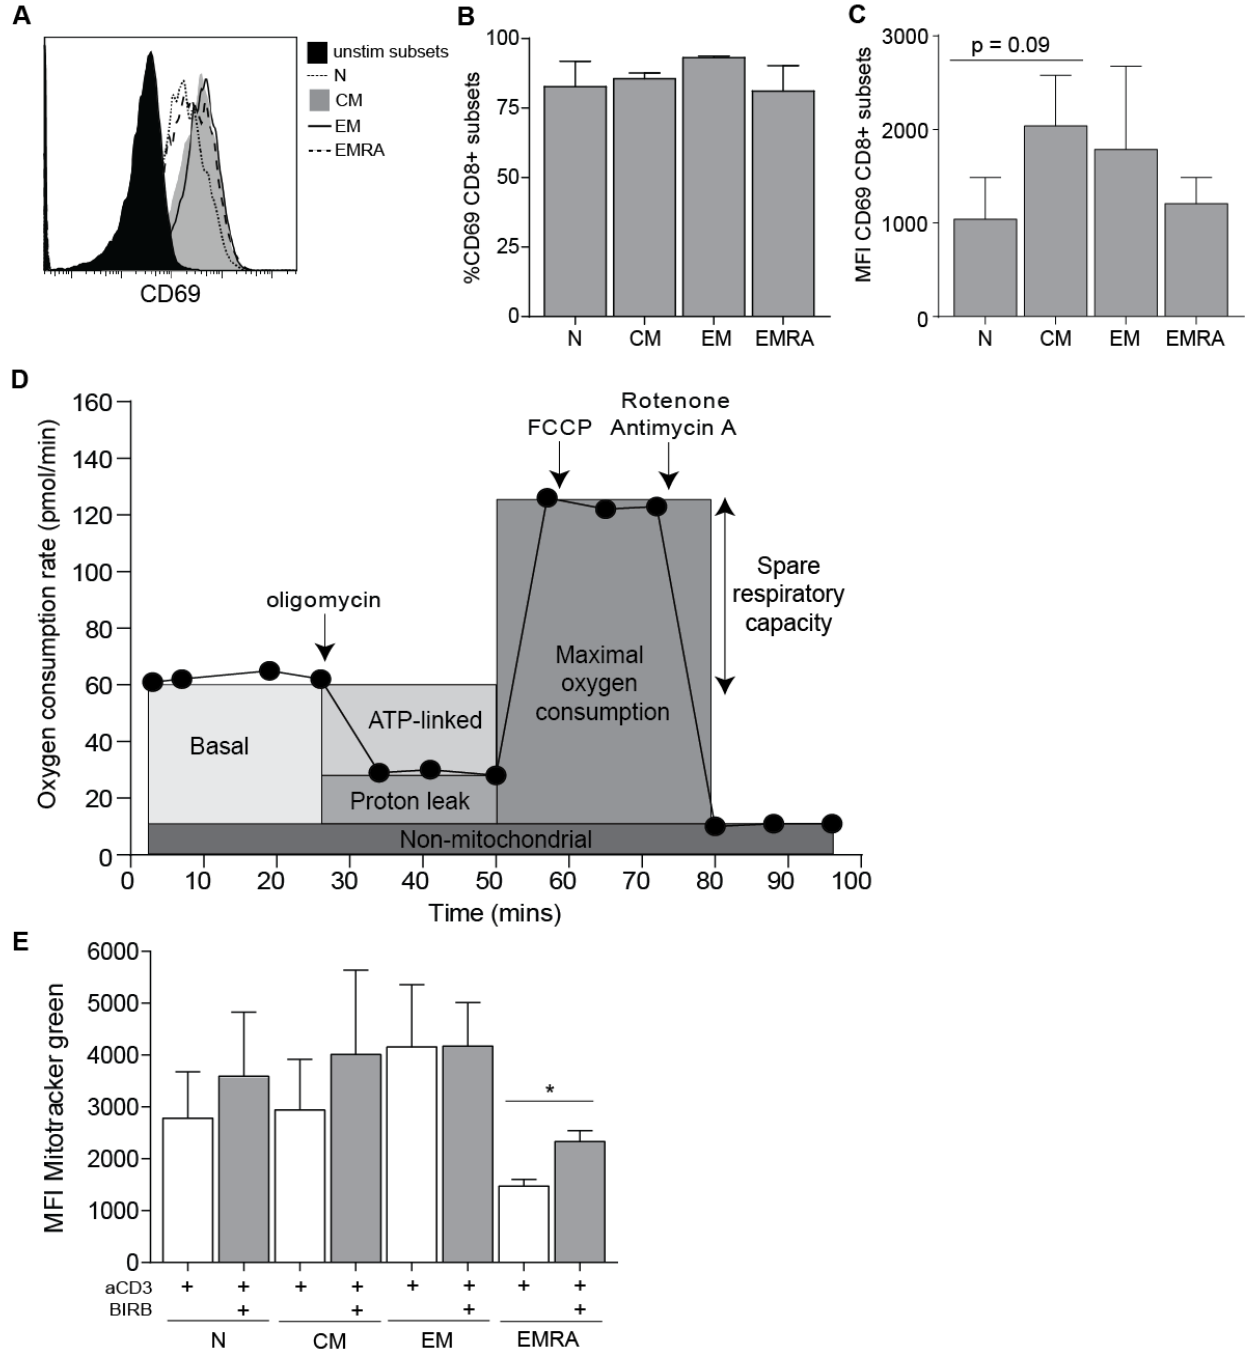 A
unstim subsets
N
CM
EM
EMRA
CD69
B
%CD69 CD8+ subsets
100
75
50
25
0
N CM EM EMRA
C
MFI CD69 CD8+ subsets
3000
2000
1000
0
p = 0.09
N CM EM EMRA
D
Oxygen consumption rate (pmol/min)
160
140
120
100
80
60
40
20
0
oligomycin
FCCP
Rotenone
Antimycin A
Spare
respiratory
capacity
Maximal
oxygen
consumption
Basal
ATP-linked
Proton leak
Non-mitochondrial
0 10 20 30 40 50 60 70 80 90 100
Time (mins)
E
MFI Mitotracker green
6000
5000
4000
3000
2000
1000
0
*
aCD3 + + + + + + + +
BIRB + + + +
N CM EM EMRA